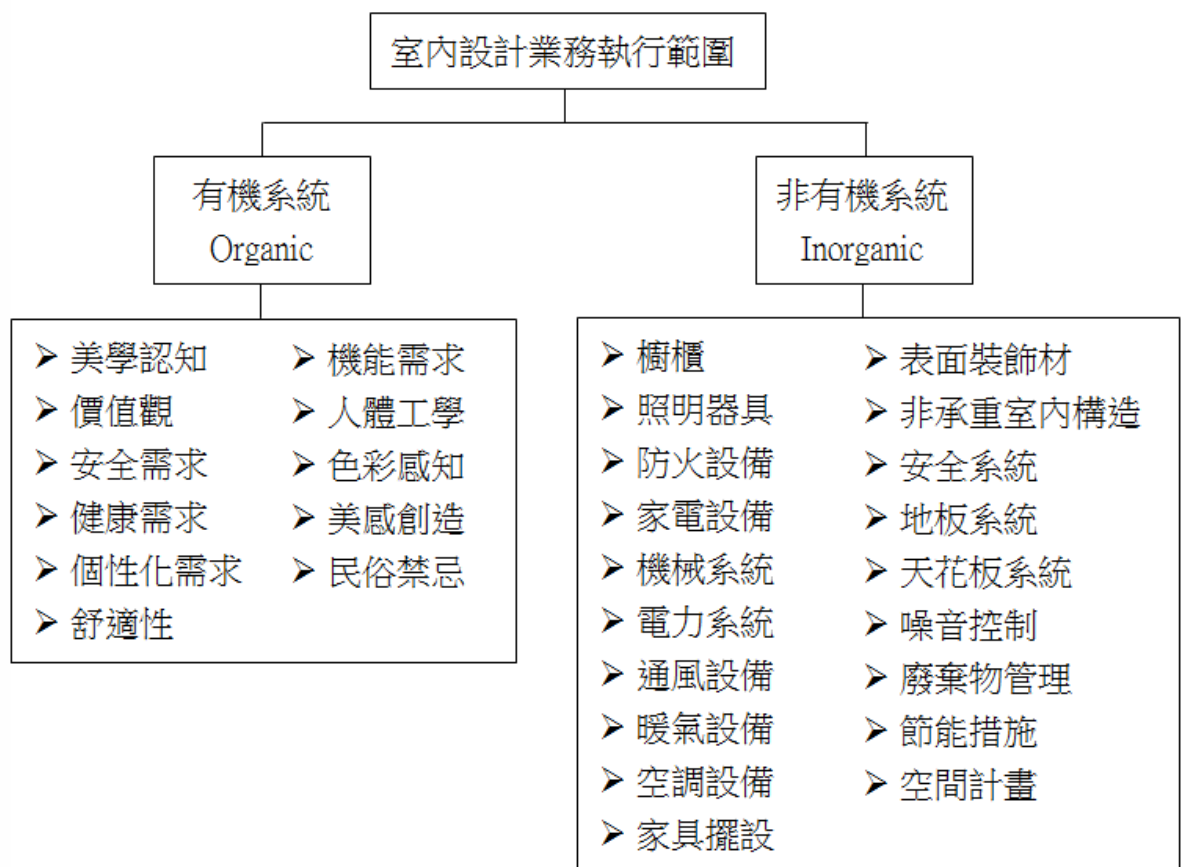 室內設計業務執行範圍
有機系統
Organic
美學認知
價值觀
安全需求
健康需求
個性化需求
舒適性
機能需求
人體工學
色彩感知
美感創造
民俗禁忌
非有機系統
Inorganic
櫥櫃
照明器具
防火設備
家電設備
機械系統
電力系統
通風設備
暖氣設備
空調設備
家具擺設
表面裝飾材
非承重室內構造
安全系統
地板系統
天花板系統
噪音控制
廢棄物管理
節能措施
空間計畫